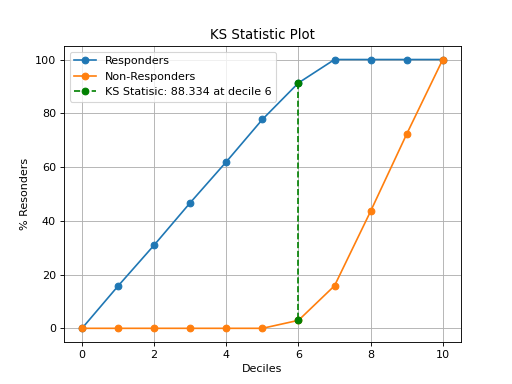 KS Statistic Plot
Responders
Non-Responders
KS Statisic: 88.334 at decile 6
100
80
60
40
20
0
% Resonders
0 2 4 6 8 10
Deciles